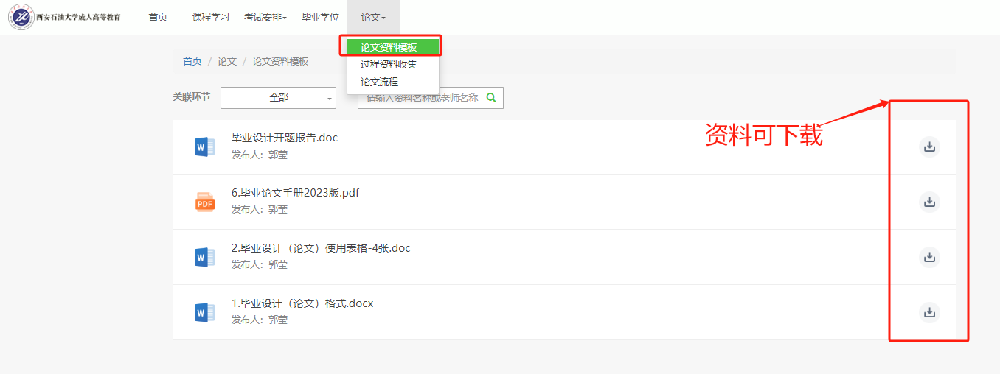 西安石油大学成人高等教育 首页 课程学习 考试安排 毕业学位 论文
论文资料模板
过程资料收集
论文流程
首页 / 论文 / 论文资料模板
关联环节 全部 请输入资料名称或老师名称
资料可下载
毕业设计开题报告.doc
发布人：郭莹
6.毕业论文手册2023版.pdf
发布人：郭莹
2.毕业设计（论文）使用表格-4张.doc
发布人：郭莹
1.毕业设计（论文）格式.docx
发布人：郭莹
W
PDF
W
W